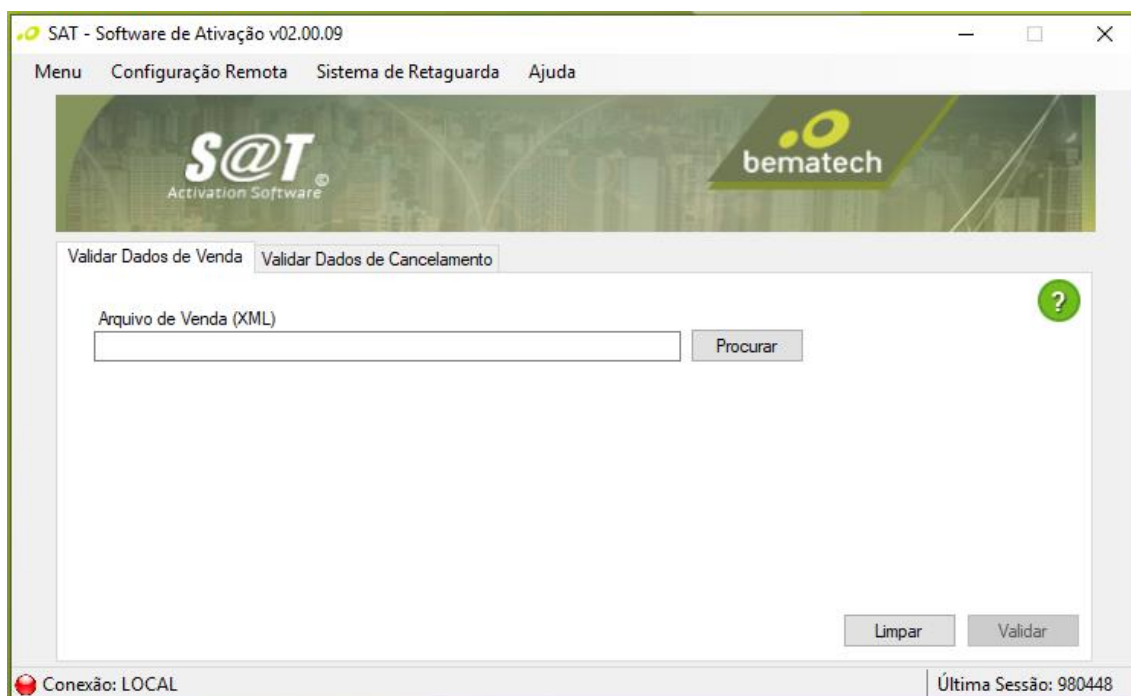 SAT - Software de Ativação v02.00.09
Menu Configuração Remota Sistema de Retaguarda Ajuda
S@T
©
Activation Software
bematech
Validar Dados de Venda Validar Dados de Cancelamento
?
Arquivo de Venda (XML)
Procurar
Limpar Validar
Conexão: LOCAL Última Sessão: 980448